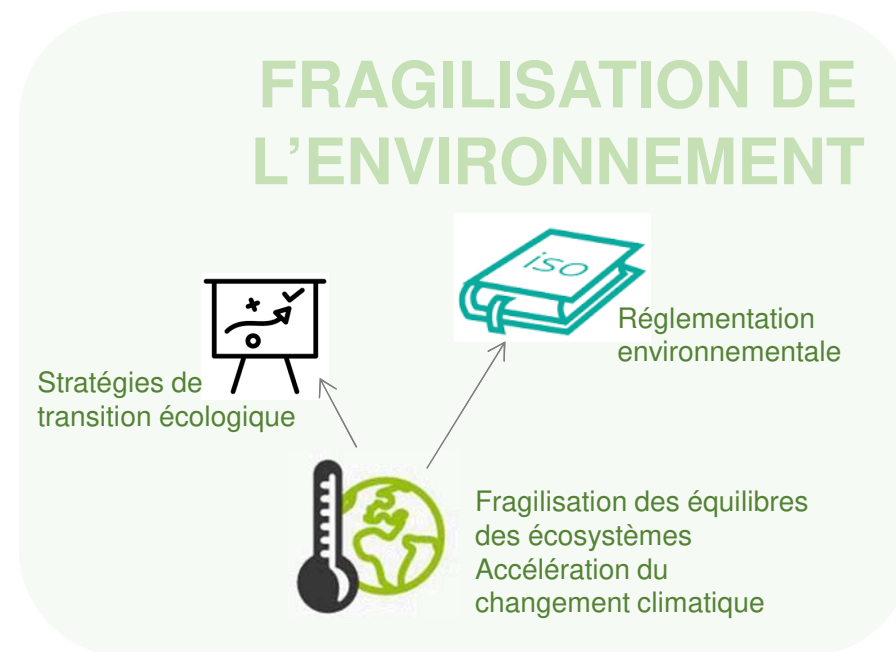 FRAGILISATION DE
L’ENVIRONNEMENT
iso
Réglementation
environnementale
Stratégies de
transition écologique
Fragilisation des équilibres
des écosystèmes
Accélération du
changement climatique